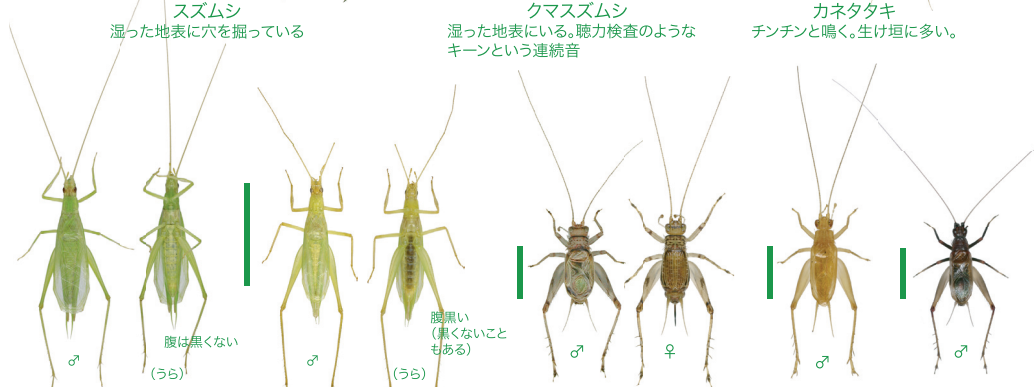 スズムシ
湿った地表に穴を掘っている
クマスズムシ
湿った地表にいる。聴力検査のような
キーンという連続音
カネタタキ
チンチンと鳴く。生け垣に多い。
♂
腹は黒くない
(うら)
♂
腹黒い
(黒くないこと
もある)
(うら)
♂
♀
♂
♂